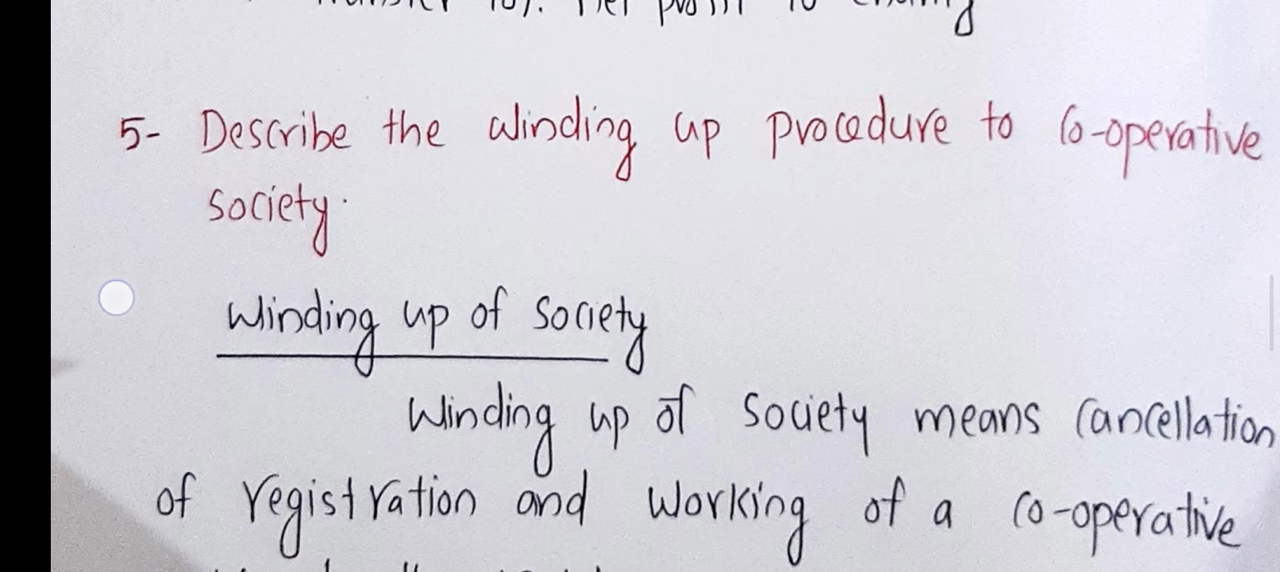 5- Describe the winding up procedure to Co-operative
society.
Winding up of society
Winding up of society means cancellation
of registration and working of a co-operative